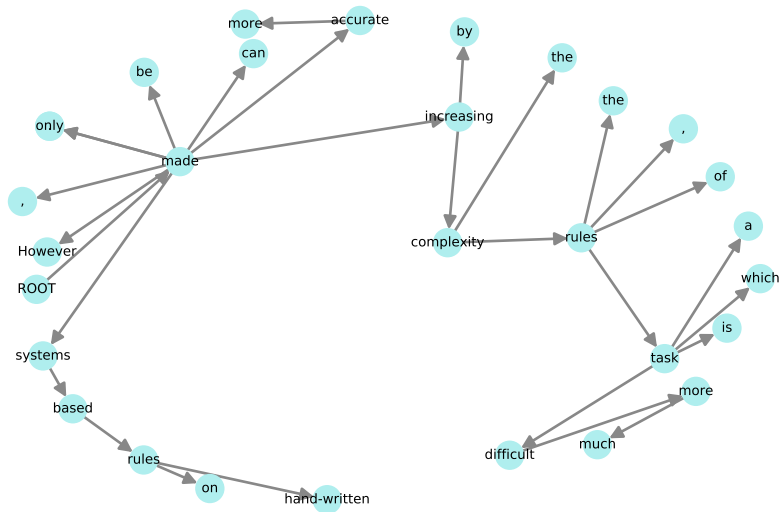 more
accurate
by
can
the
be
the
increasing
only
,
made
of
,
a
However
complexity
rules
which
ROOT
is
systems
task
more
based
much
difficult
rules
on
hand-written